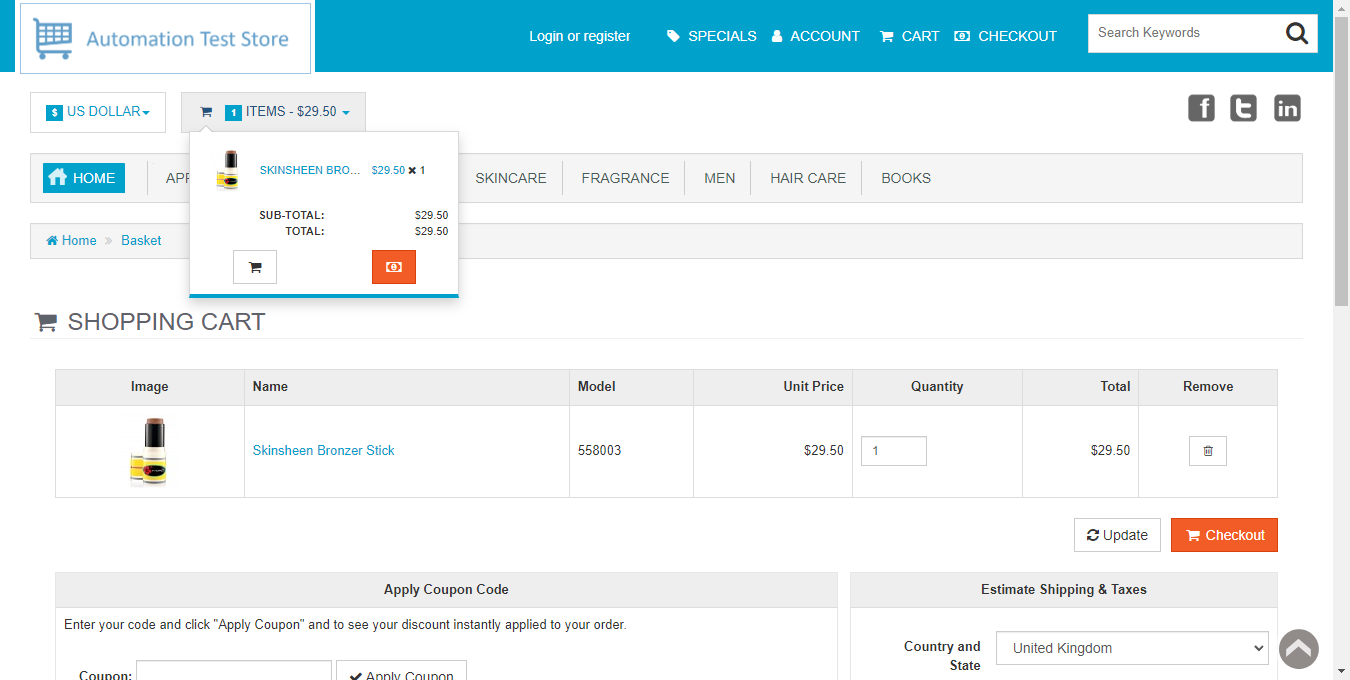 Automation Test Store
Login or register SPECIALS ACCOUNT CART CHECKOUT
Search Keywords
$ US DOLLAR 1 ITEMS - $29.50
SKINSHEEN BRO... $29.50 × 1
SUB-TOTAL: $29.50
TOTAL: $29.50
HOME APP SKINCARE FRAGRANCE MEN HAIR CARE BOOKS
Home » Basket
SHOPPING CART
Image Name Model Unit Price Quantity Total Remove
Skinsheen Bronzer Stick 558003 $29.50 1 $29.50
Update Checkout
Apply Coupon Code
Enter your code and click "Apply Coupon" and to see your discount instantly applied to your order.
Coupon: Apply Coupon
Estimate Shipping & Taxes
Country and
State
United Kingdom